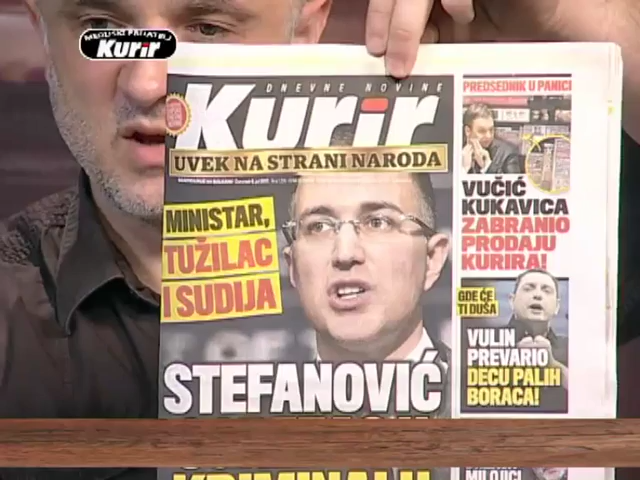 MEDIJSKI PRIJATELJ
Kurir
DNEVNE NOVINE
Kurir
UVEK NA STRANI NARODA
MINISTAR,
TUŽILAC
I SUDIJA
STEFANOVIĆ
PREDSEDNIK U PANICI
VUČIĆ
KUKAVICA
ZABRANIO
PRODAJU
KURIRA!
GDE ĆE
TI DUŠA
VULIN
PREVARIO
DECU PALIH
BORACA!